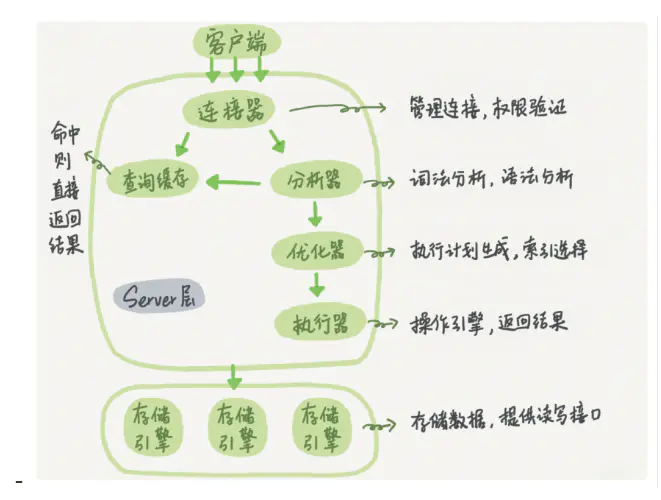 客户端
连接器
管理连接，权限验证
命中
则
直接
返回
结果
查询缓存
分析器
词法分析，语法分析
优化器
执行计划生成，索引选择
Server层
执行器
操作引擎，返回结果
存储
引擎
存储
引擎
存储
引擎
存储数据，提供读写接口